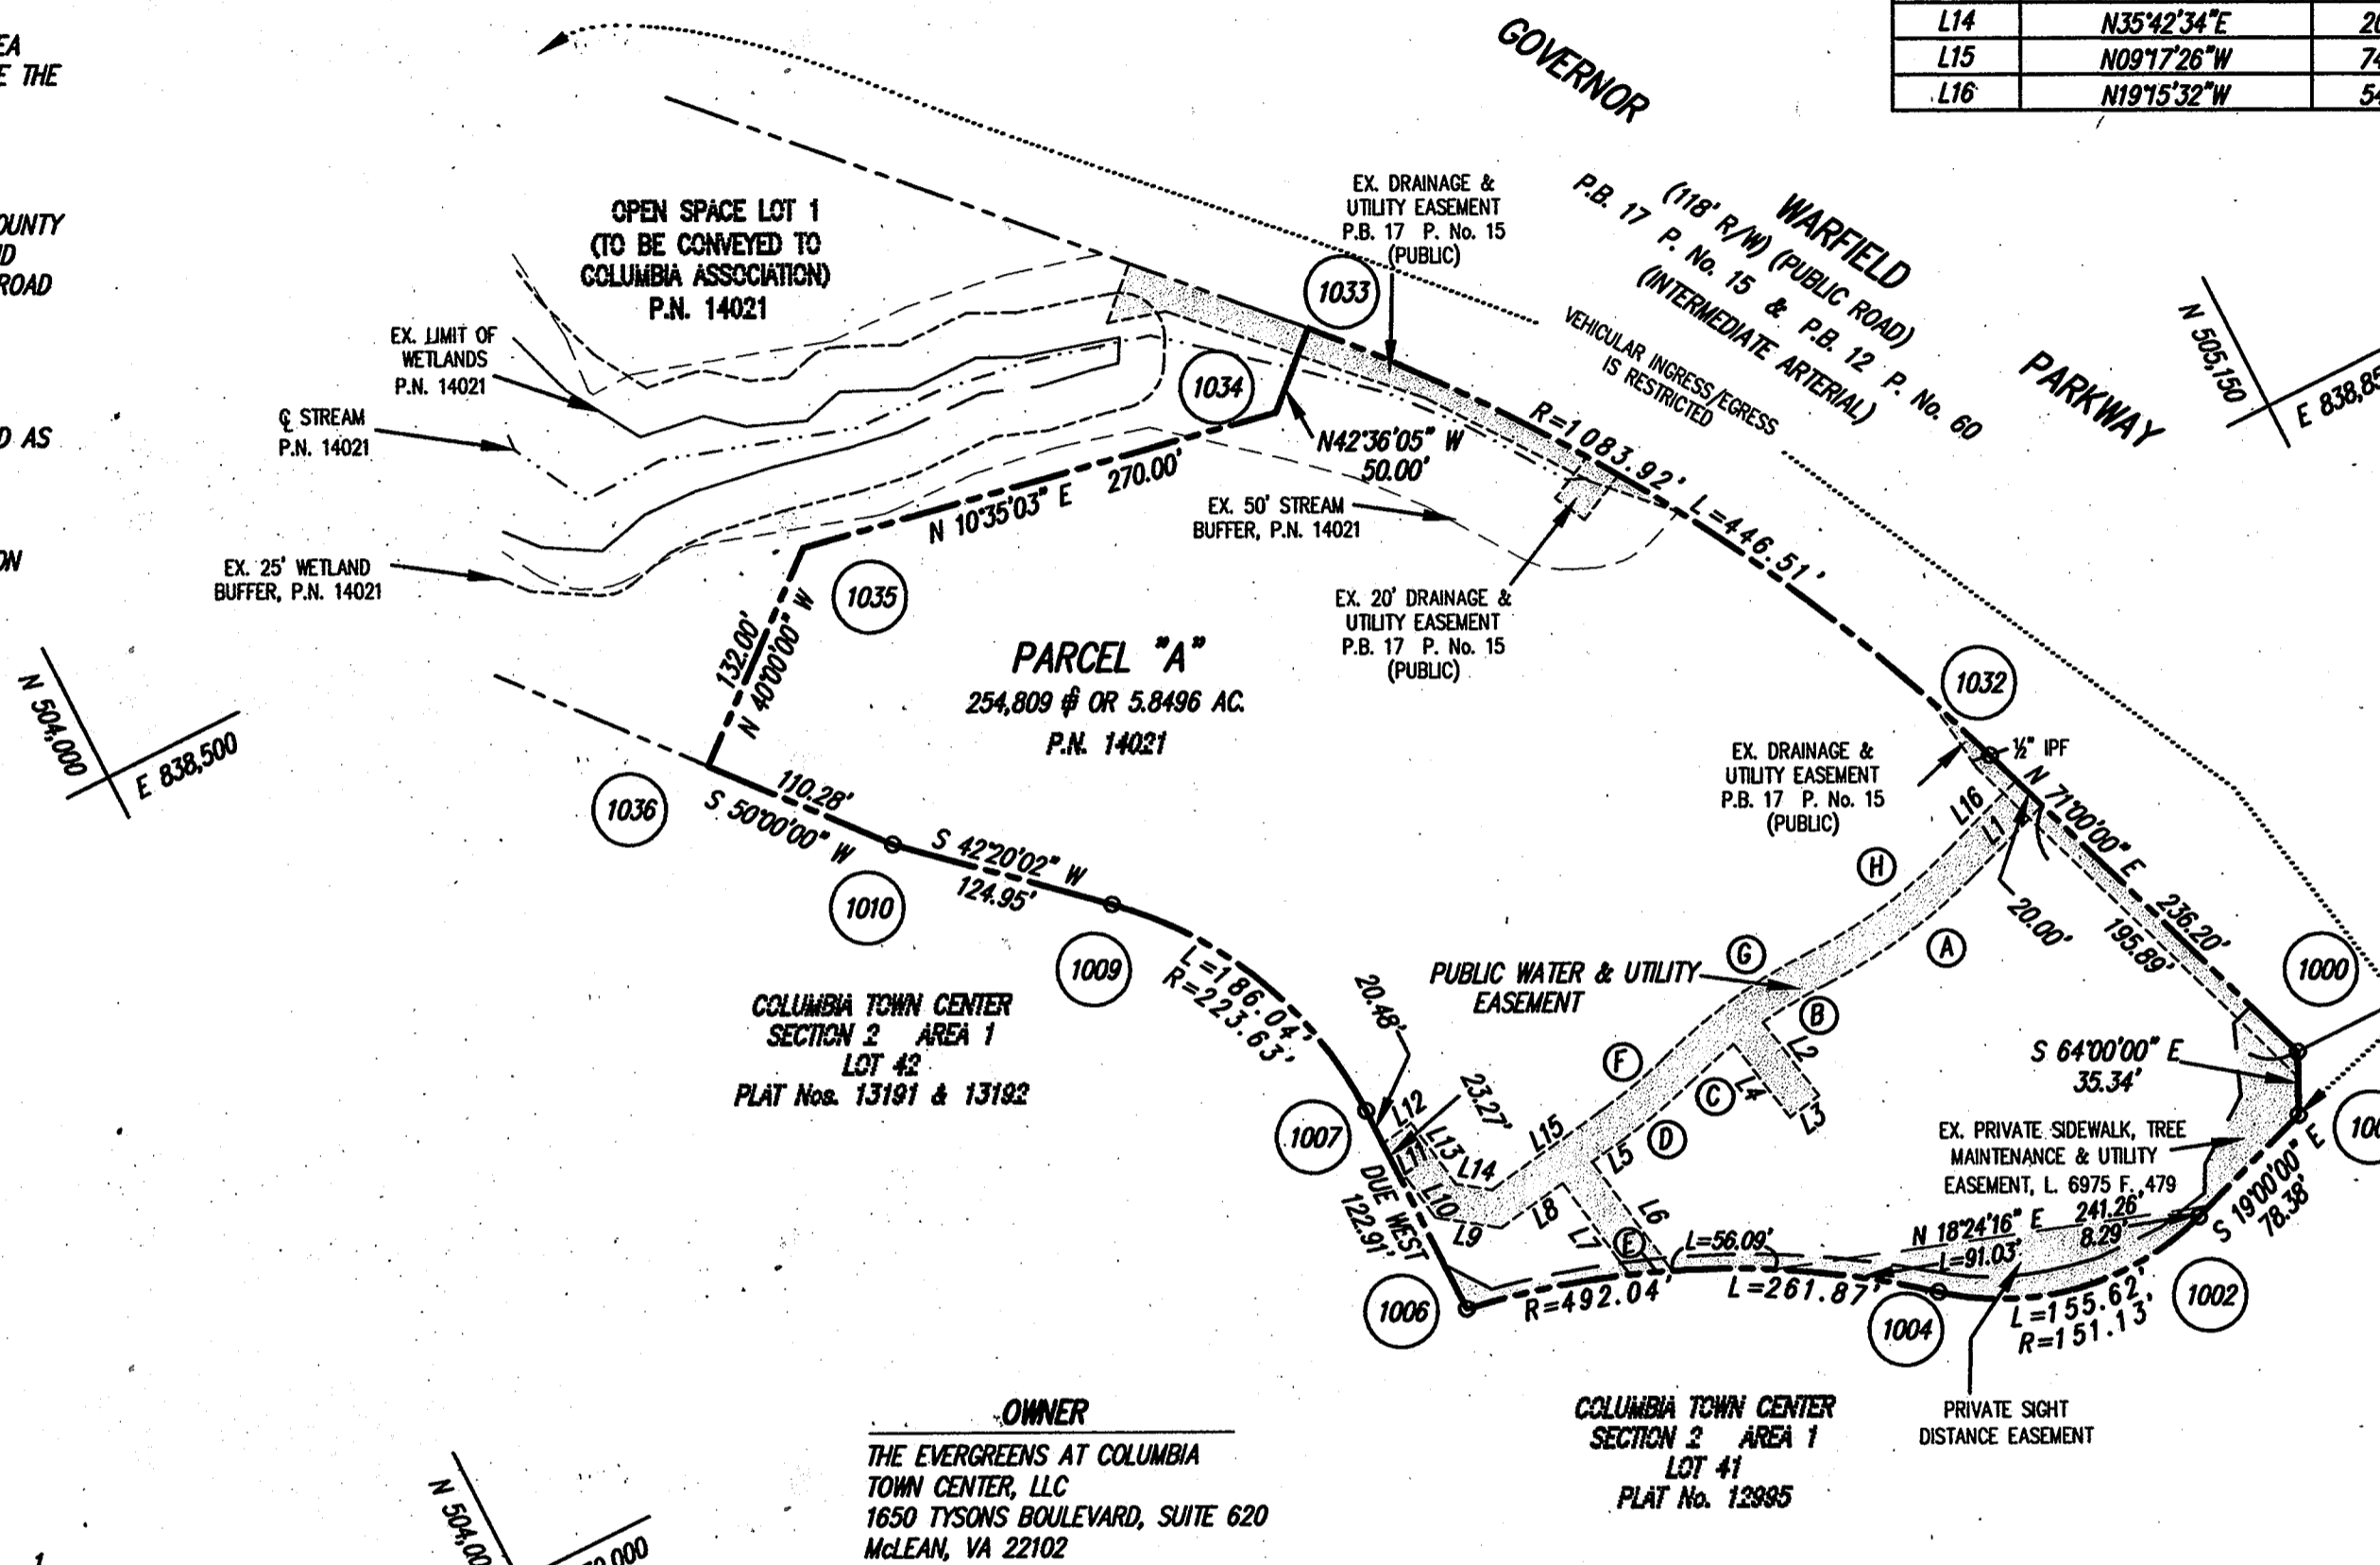 EA
E THE
OUNTY
ND
ROAD
D AS
ON
L14 N35°42'34"E
L15 N09°17'26"W
L16 N19°15'32"W
GOVERNOR
WARFIELD
PARKWAY
(118' R/W) (PUBLIC ROAD)
P.B. 17 P. No. 15 & P.B. 12 P. No. 60
(INTERMEDIATE ARTERIAL)
VEHICULAR INGRESS/EGRESS
IS RESTRICTED
N 505,150
E 838,85
OPEN SPACE LOT 1
(TO BE CONVEYED TO
COLUMBIA ASSOCIATION)
P.N. 14021
EX. DRAINAGE &
UTILITY EASEMENT
P.B. 17 P. No. 15
(PUBLIC)
1033
EX. LIMIT OF
WETLANDS
P.N. 14021
℄ STREAM
P.N. 14021
1034
N42°36'05" W
50.00'
R=1083.92' L=446.51'
N 10°35'03" E 270.00'
EX. 50' STREAM
BUFFER, P.N. 14021
EX. 25' WETLAND
BUFFER, P.N. 14021
1035
132.00'
N 40°00'00" W
EX. 20' DRAINAGE &
UTILITY EASEMENT
P.B. 17 P. No. 15
(PUBLIC)
PARCEL "A"
254,809 ⌿ OR 5.8496 AC.
P.N. 14021
N 504,000
E 838,500
1032
½" IPF
EX. DRAINAGE &
UTILITY EASEMENT
P.B. 17 P. No. 15
(PUBLIC)
N 71°00'00" E 236.20'
195.89'
20.00'
L16
L1
H
A
G
B
1036
110.28'
S 50°00'00" W
S 42°20'02" W
124.95'
1010
1009
L=186.04'
R=223.63'
COLUMBIA TOWN CENTER
SECTION 2 AREA 1
LOT 42
PLAT Nos. 13191 & 13192
PUBLIC WATER & UTILITY
EASEMENT
20.48'
23.27'
1000
S 64°00'00" E
35.34'
F
L2
C
L4
L3
D
L5
L12
L13
L11
L14
L15
L10
L9
L8
L7
L6
E
1007
DUE WEST
122.91'
EX. PRIVATE SIDEWALK, TREE
MAINTENANCE & UTILITY
EASEMENT, L. 6975 F. 479
N 18°24'16" E 241.26'
8.29'
L=91.03'
L=56.09'
S 19°00'00" E
78.38'
100
1006
R=492.04' L=261.87'
1004
L=155.62'
R=151.13'
1002
PRIVATE SIGHT
DISTANCE EASEMENT
COLUMBIA TOWN CENTER
SECTION 2 AREA 1
LOT 41
PLAT No. 12995
OWNER
THE EVERGREENS AT COLUMBIA
TOWN CENTER, LLC
1650 TYSONS BOULEVARD, SUITE 620
McLEAN, VA 22102
N 504,00
0,000
1